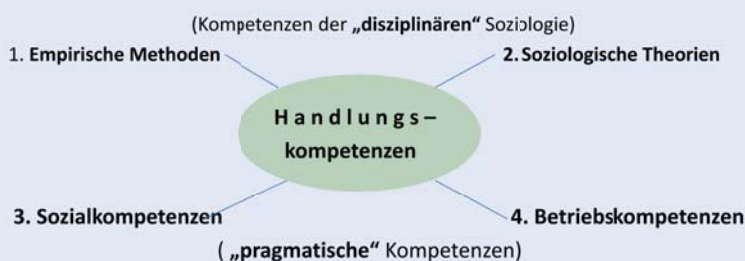 (Kompetenzen der „disziplinären“ Soziologie)
1. Empirische Methoden
2. Soziologische Theorien
Handlungs–
kompetenzen
3. Sozialkompetenzen
4. Betriebskompetenzen
( „pragmatische“ Kompetenzen)